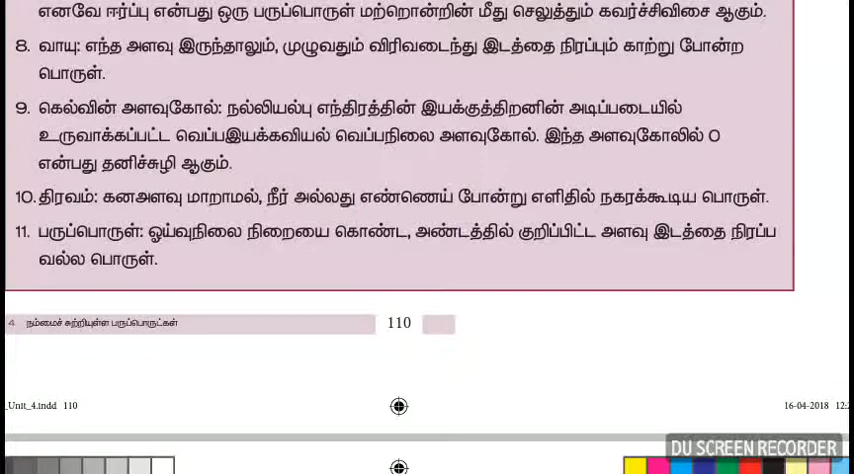 எனவே ஈர்ப்பு என்பது ஒரு பருப்பொருள் மற்றொன்றின் மீது செலுத்தும் கவர்ச்சிவிசை ஆகும்.
8. வாயு: எந்த அளவு இருந்தாலும், முழுவதும் விரிவடைந்து இடத்தை நிரப்பும் காற்று போன்ற
பொருள்.
9. கெல்வின் அளவுகோல்: நல்லியல்பு எந்திரத்தின் இயக்குத்திறனின் அடிப்படையில்
உருவாக்கப்பட்ட வெப்பஇயக்கவியல் வெப்பநிலை அளவுகோல். இந்த அளவுகோலில் 0
என்பது தனிச்சுழி ஆகும்.
10. திரவம்: கனஅளவு மாறாமல், நீர் அல்லது எண்ணெய் போன்று எளிதில் நகரக்கூடிய பொருள்.
11. பருப்பொருள்: ஓய்வுநிலை நிறையை கொண்ட, அண்டத்தில் குறிப்பிட்ட அளவு இடத்தை நிரப்ப
வல்ல பொருள்.
4. நம்மைச் சுற்றியுள்ள பருப்பொருட்கள் 110
_Unit_4.indd 110 16-04-2018 12:2
DU SCREEN RECORDER